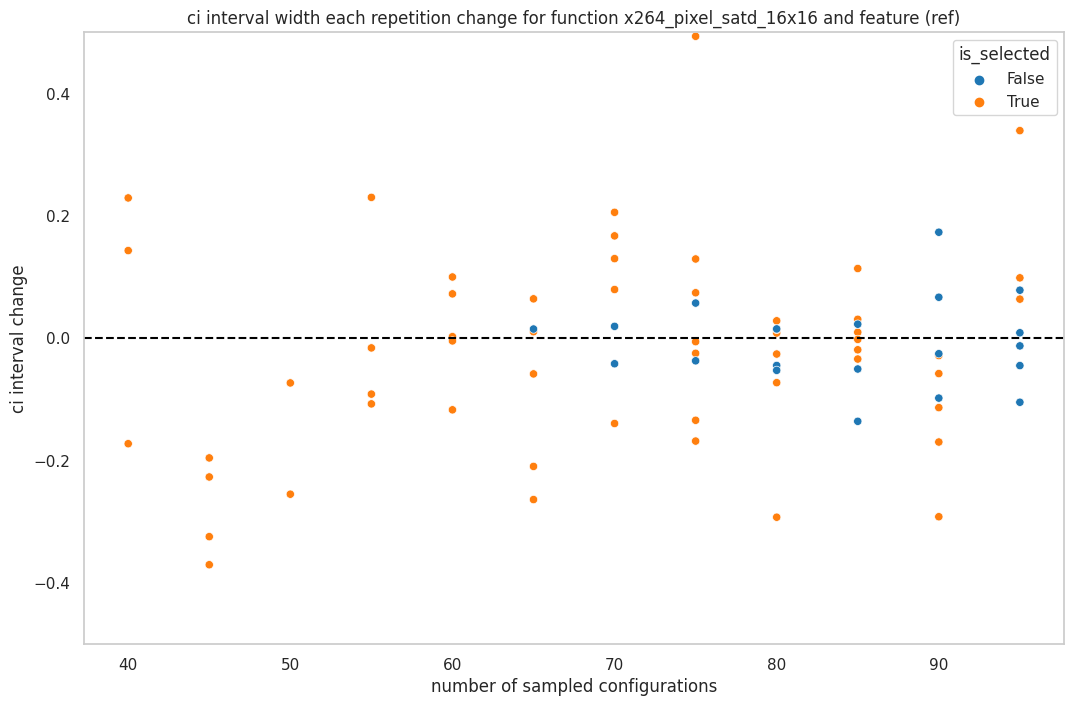 ci interval width each repetition change for function x264_pixel_satd_16x16 and feature (ref)
is_selected
False
True
ci interval change
0.4
0.2
0.0
−0.2
−0.4
40
50
60
70
80
90
number of sampled configurations